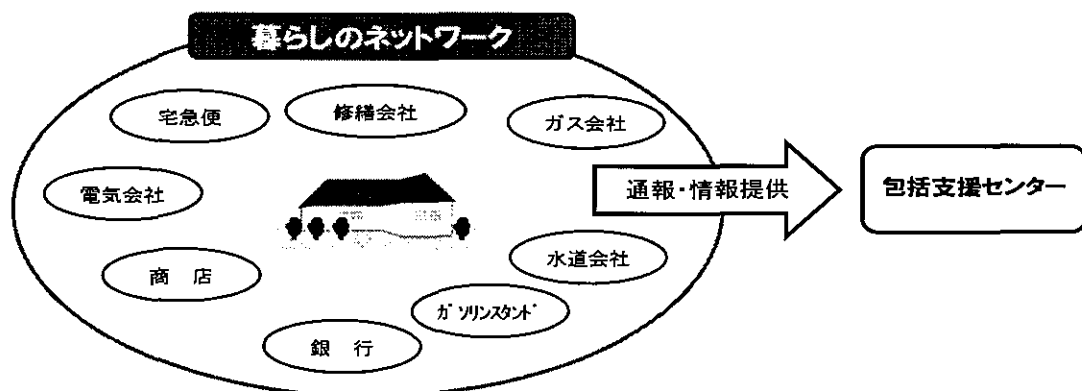 暮らしのネットワーク
宅急便
修繕会社
ガス会社
電気会社
通報・情報提供
包括支援センター
商　店
水道会社
ガソリンスタンド
銀　行